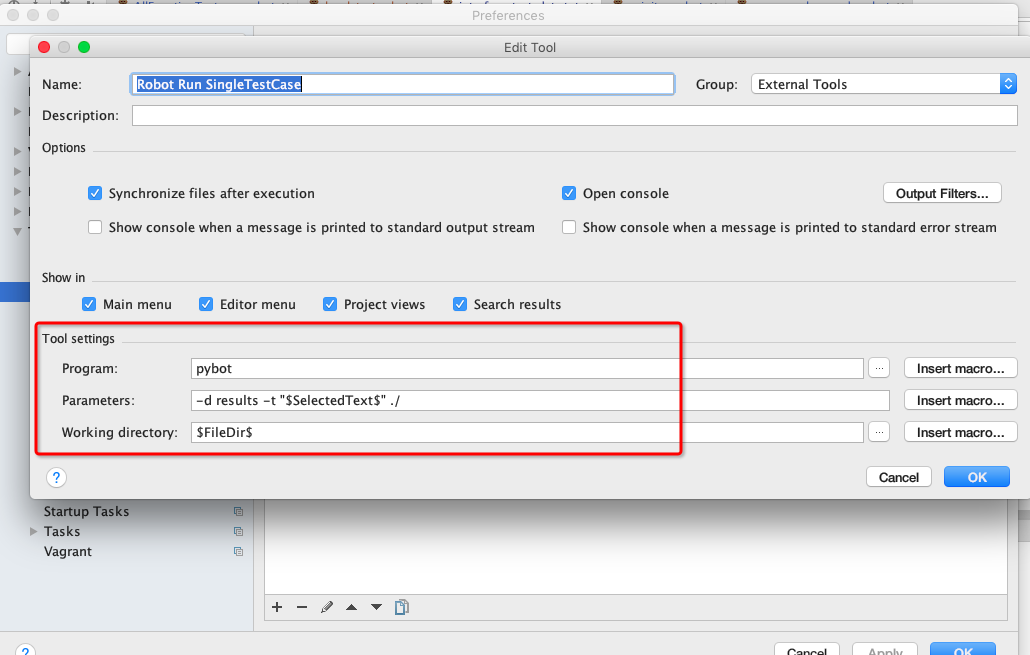 Preferences
Edit Tool
Name: Robot Run SingleTestCase Group: External Tools
Description:
Options
Synchronize files after execution Open console Output Filters...
Show console when a message is printed to standard output stream Show console when a message is printed to standard error stream
Show in
Main menu Editor menu Project views Search results
Tool settings
Program: pybot ... Insert macro...
Parameters: -d results -t "$SelectedText$" ./ Insert macro...
Working directory: $FileDir$ ... Insert macro...
? Cancel OK
Startup Tasks
Tasks
Vagrant
? Cancel Apply OK